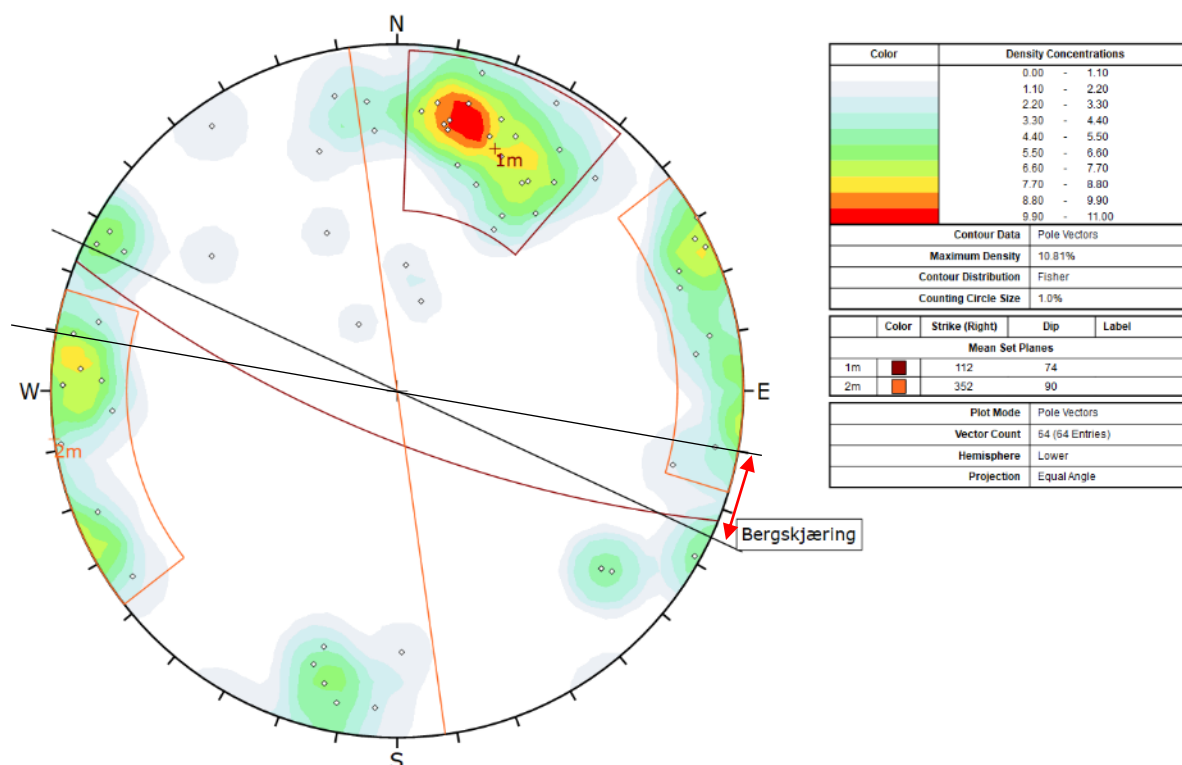 N
W
E
S
1m
2m
Bergskjæring
Color Density Concentrations
0.00 - 1.10
1.10 - 2.20
2.20 - 3.30
3.30 - 4.40
4.40 - 5.50
5.50 - 6.60
6.60 - 7.70
7.70 - 8.80
8.80 - 9.90
9.90 - 11.00
Contour Data Pole Vectors
Maximum Density 10.81%
Contour Distribution Fisher
Counting Circle Size 1.0%
Color Strike (Right) Dip Label
Mean Set Planes
1m 112 74
2m 352 90
Plot Mode Pole Vectors
Vector Count 64 (64 Entries)
Hemisphere Lower
Projection Equal Angle